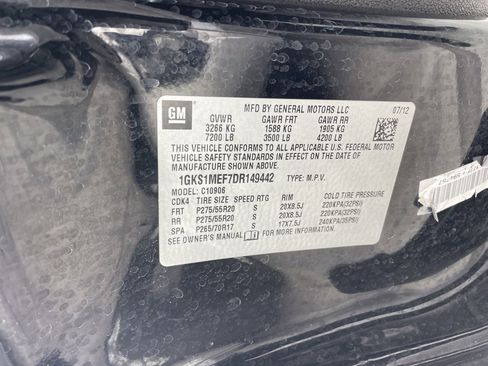 GM
MFD BY GENERAL MOTORS LLC 07/12
GVWR GAWR FRT GAWR RR
3266 KG 1588 KG 1905 KG
7200 LB 3500 LB 4200 LB
THIS VEHICLE CONFORMS TO ALL APPLICABLE U.S.
FEDERAL MOTOR VEHICLE SAFETY AND THEFT PREVENTION
STANDARDS IN EFFECT ON THE DATE OF MANUFACTURE
SHOWN ABOVE.
1GKS1MEF7DR149442 TYPE: M.P.V.
MODEL: C10906
CDK4 TIRE SIZE SPEED RTG RIM COLD TIRE PRESSURE
FRT P275/55R20 S 20X8.5J 220KPA(32PSI)
RR P275/55R20 S 20X8.5J 220KPA(32PSI)
SPA P265/70R17 S 17X7.5J 240KPA(35PSI)
SEE OWNER'S MANUAL FOR MORE INFORMATION.